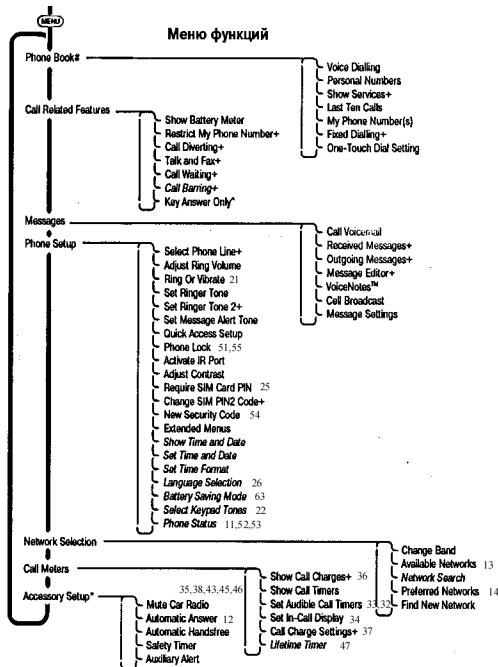 MENU
Меню функций
Phone Book#
Voice Dialling
Personal Numbers
Show Services+
Last Ten Calls
My Phone Number(s)
Fixed Dialling+
One-Touch Dial Setting
Call Related Features
Show Battery Meter
Restrict My Phone Number+
Call Diverting+
Talk and Fax+
Call Waiting+
Call Barring+
Key Answer Only^
Messages
Call Voicemail
Received Messages+
Outgoing Messages+
Message Editor+
VoiceNotes™
Cell Broadcast
Message Settings
Phone Setup
Select Phone Line+
Adjust Ring Volume
Ring Or Vibrate 21
Set Ringer Tone
Set Ringer Tone 2+
Set Message Alert Tone
Quick Access Setup
Phone Lock 51,55
Activate IR Port
Adjust Contrast
Require SIM Card PIN 25
Change SIM PIN2 Code+
New Security Code 54
Extended Menus
Show Time and Date
Set Time and Date
Set Time Format
Language Selection 26
Battery Saving Mode 63
Select Keypad Tones 22
Phone Status 11,52,53
Network Selection
Change Band
Available Networks 13
Network Search
Preferred Networks 14
Find New Network
Call Meters
Show Call Charges+ 36
Show Call Timers
Set Audible Call Timers 33,32
Set In-Call Display 34
Call Charge Settings+ 37
Lifetime Timer 47
Accessory Setup* 35,38,43,45,46
Mute Car Radio
Automatic Answer 12
Automatic Handsfree
Safety Timer
Auxiliary Alert